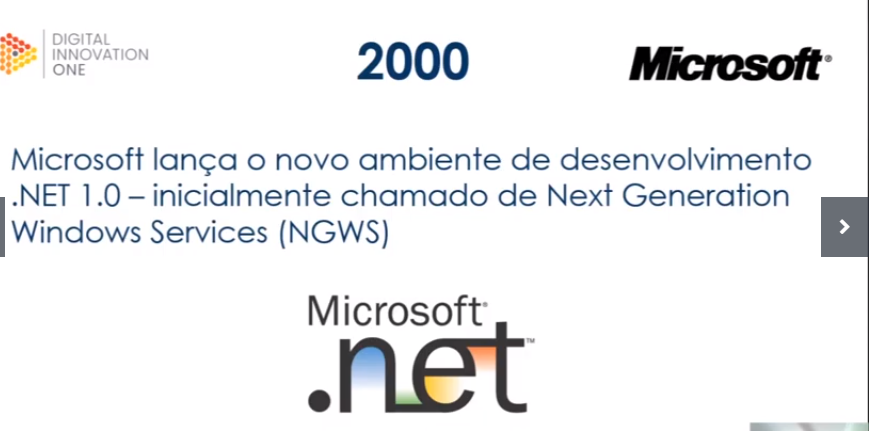 DIGITAL
INNOVATION
ONE
2000
Microsoft®
Microsoft lança o novo ambiente de desenvolvimento
.NET 1.0 – inicialmente chamado de Next Generation
Windows Services (NGWS)
Microsoft®
.net™